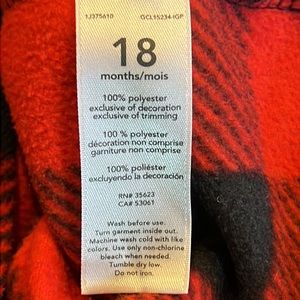 1J375610 GCL15234-IGP
18
months/mois
100% polyester
exclusive of decoration
exclusive of trimming
100 % polyester
décoration non comprise
garniture non comprise
100% poliéster
excluyendo la decoración
RN# 35623
CA# 53061
Wash before use.
Turn garment inside out.
Machine wash cold with like
colors. Use only non-chlorine
bleach when needed.
Tumble dry low.
Do not iron.